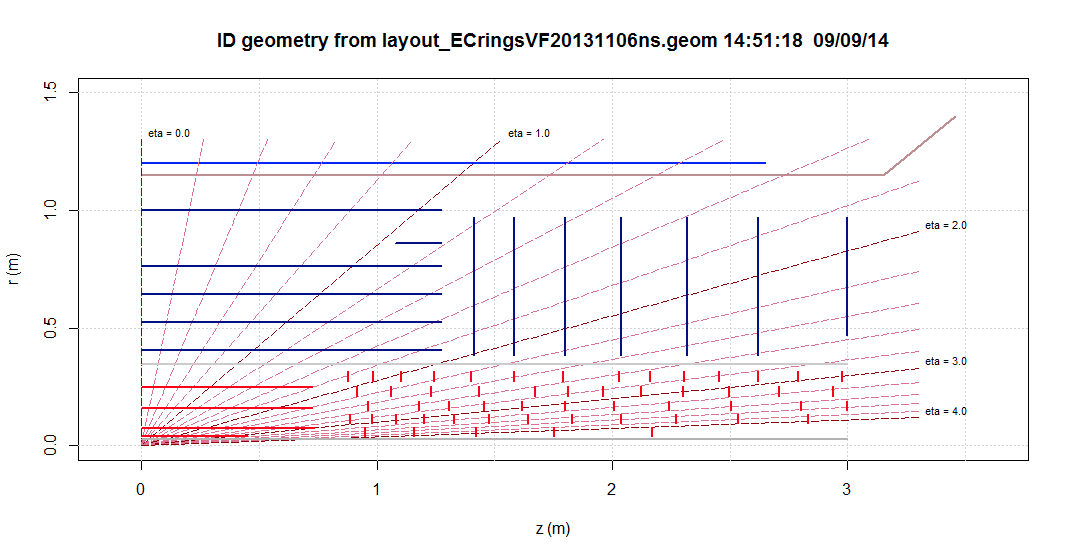 ID geometry from layout_ECringsVF20131106ns.geom 14:51:18  09/09/14
1.5
eta = 0.0
eta = 1.0
1.0
eta = 2.0
r (m)
0.5
eta = 3.0
eta = 4.0
0.0
0
1
2
3
z (m)